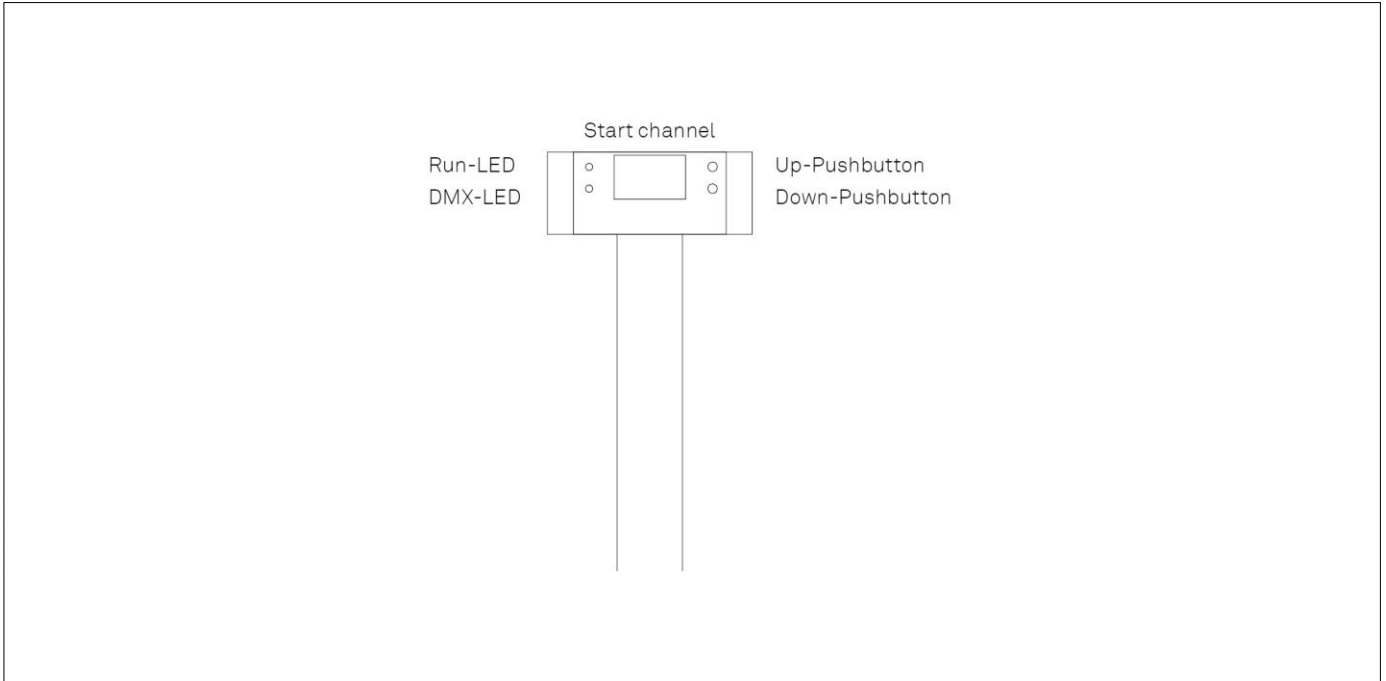 Start channel
Run-LED
Up-Pushbutton
DMX-LED
Down-Pushbutton